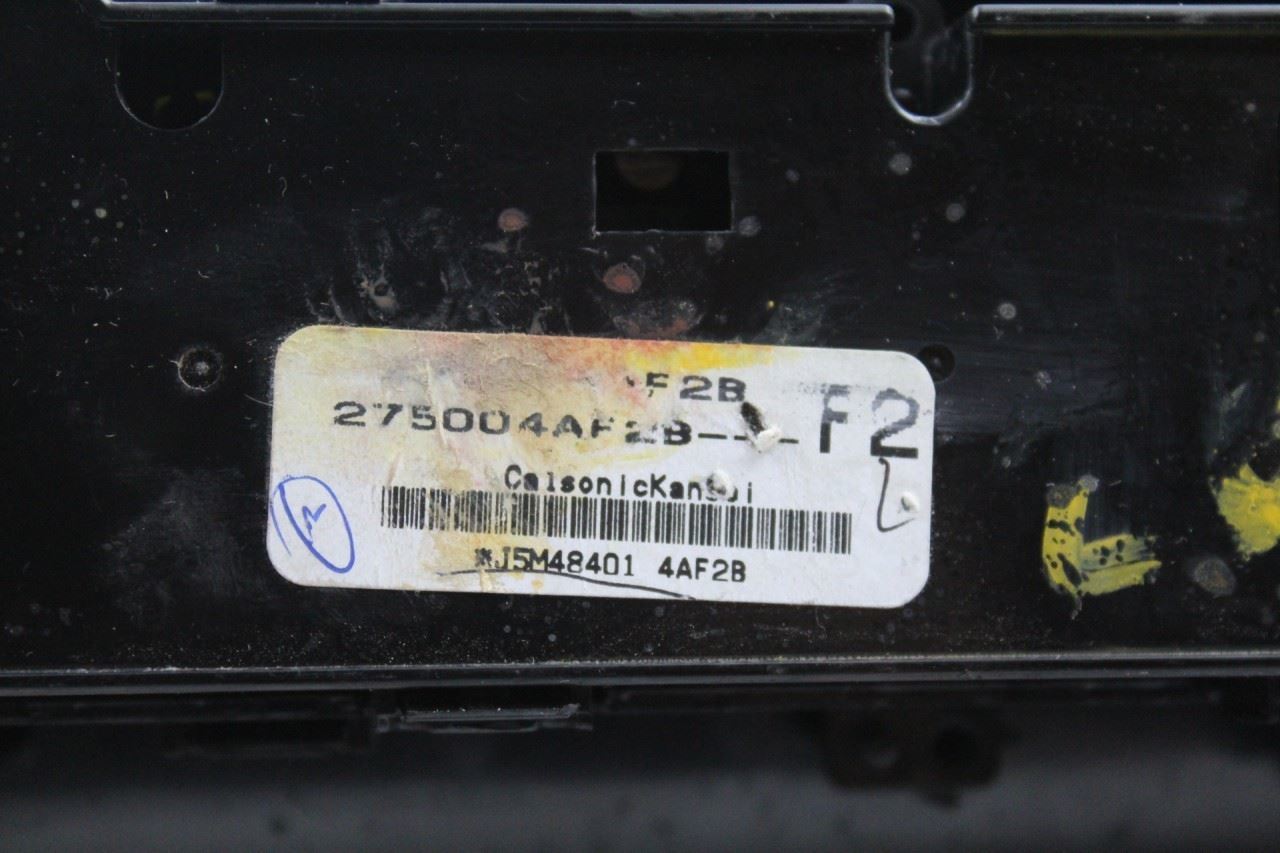 F2B
275004AF2B----
F2
CalsonicKansei
*J5M48401 4AF2B